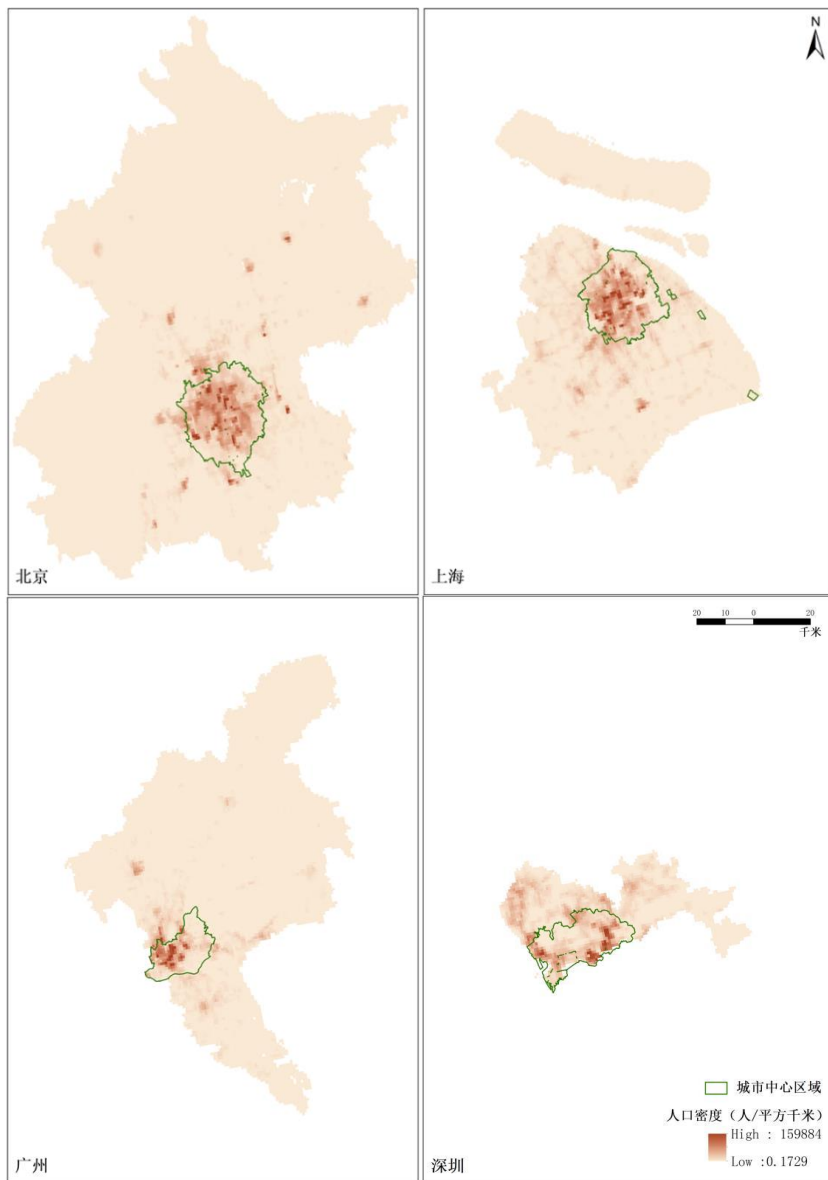 N
北京
上海
20 10 0 20
千米
城市中心区域
人口密度（人/平方千米）
High : 159884
Low :0.1729
广州
深圳